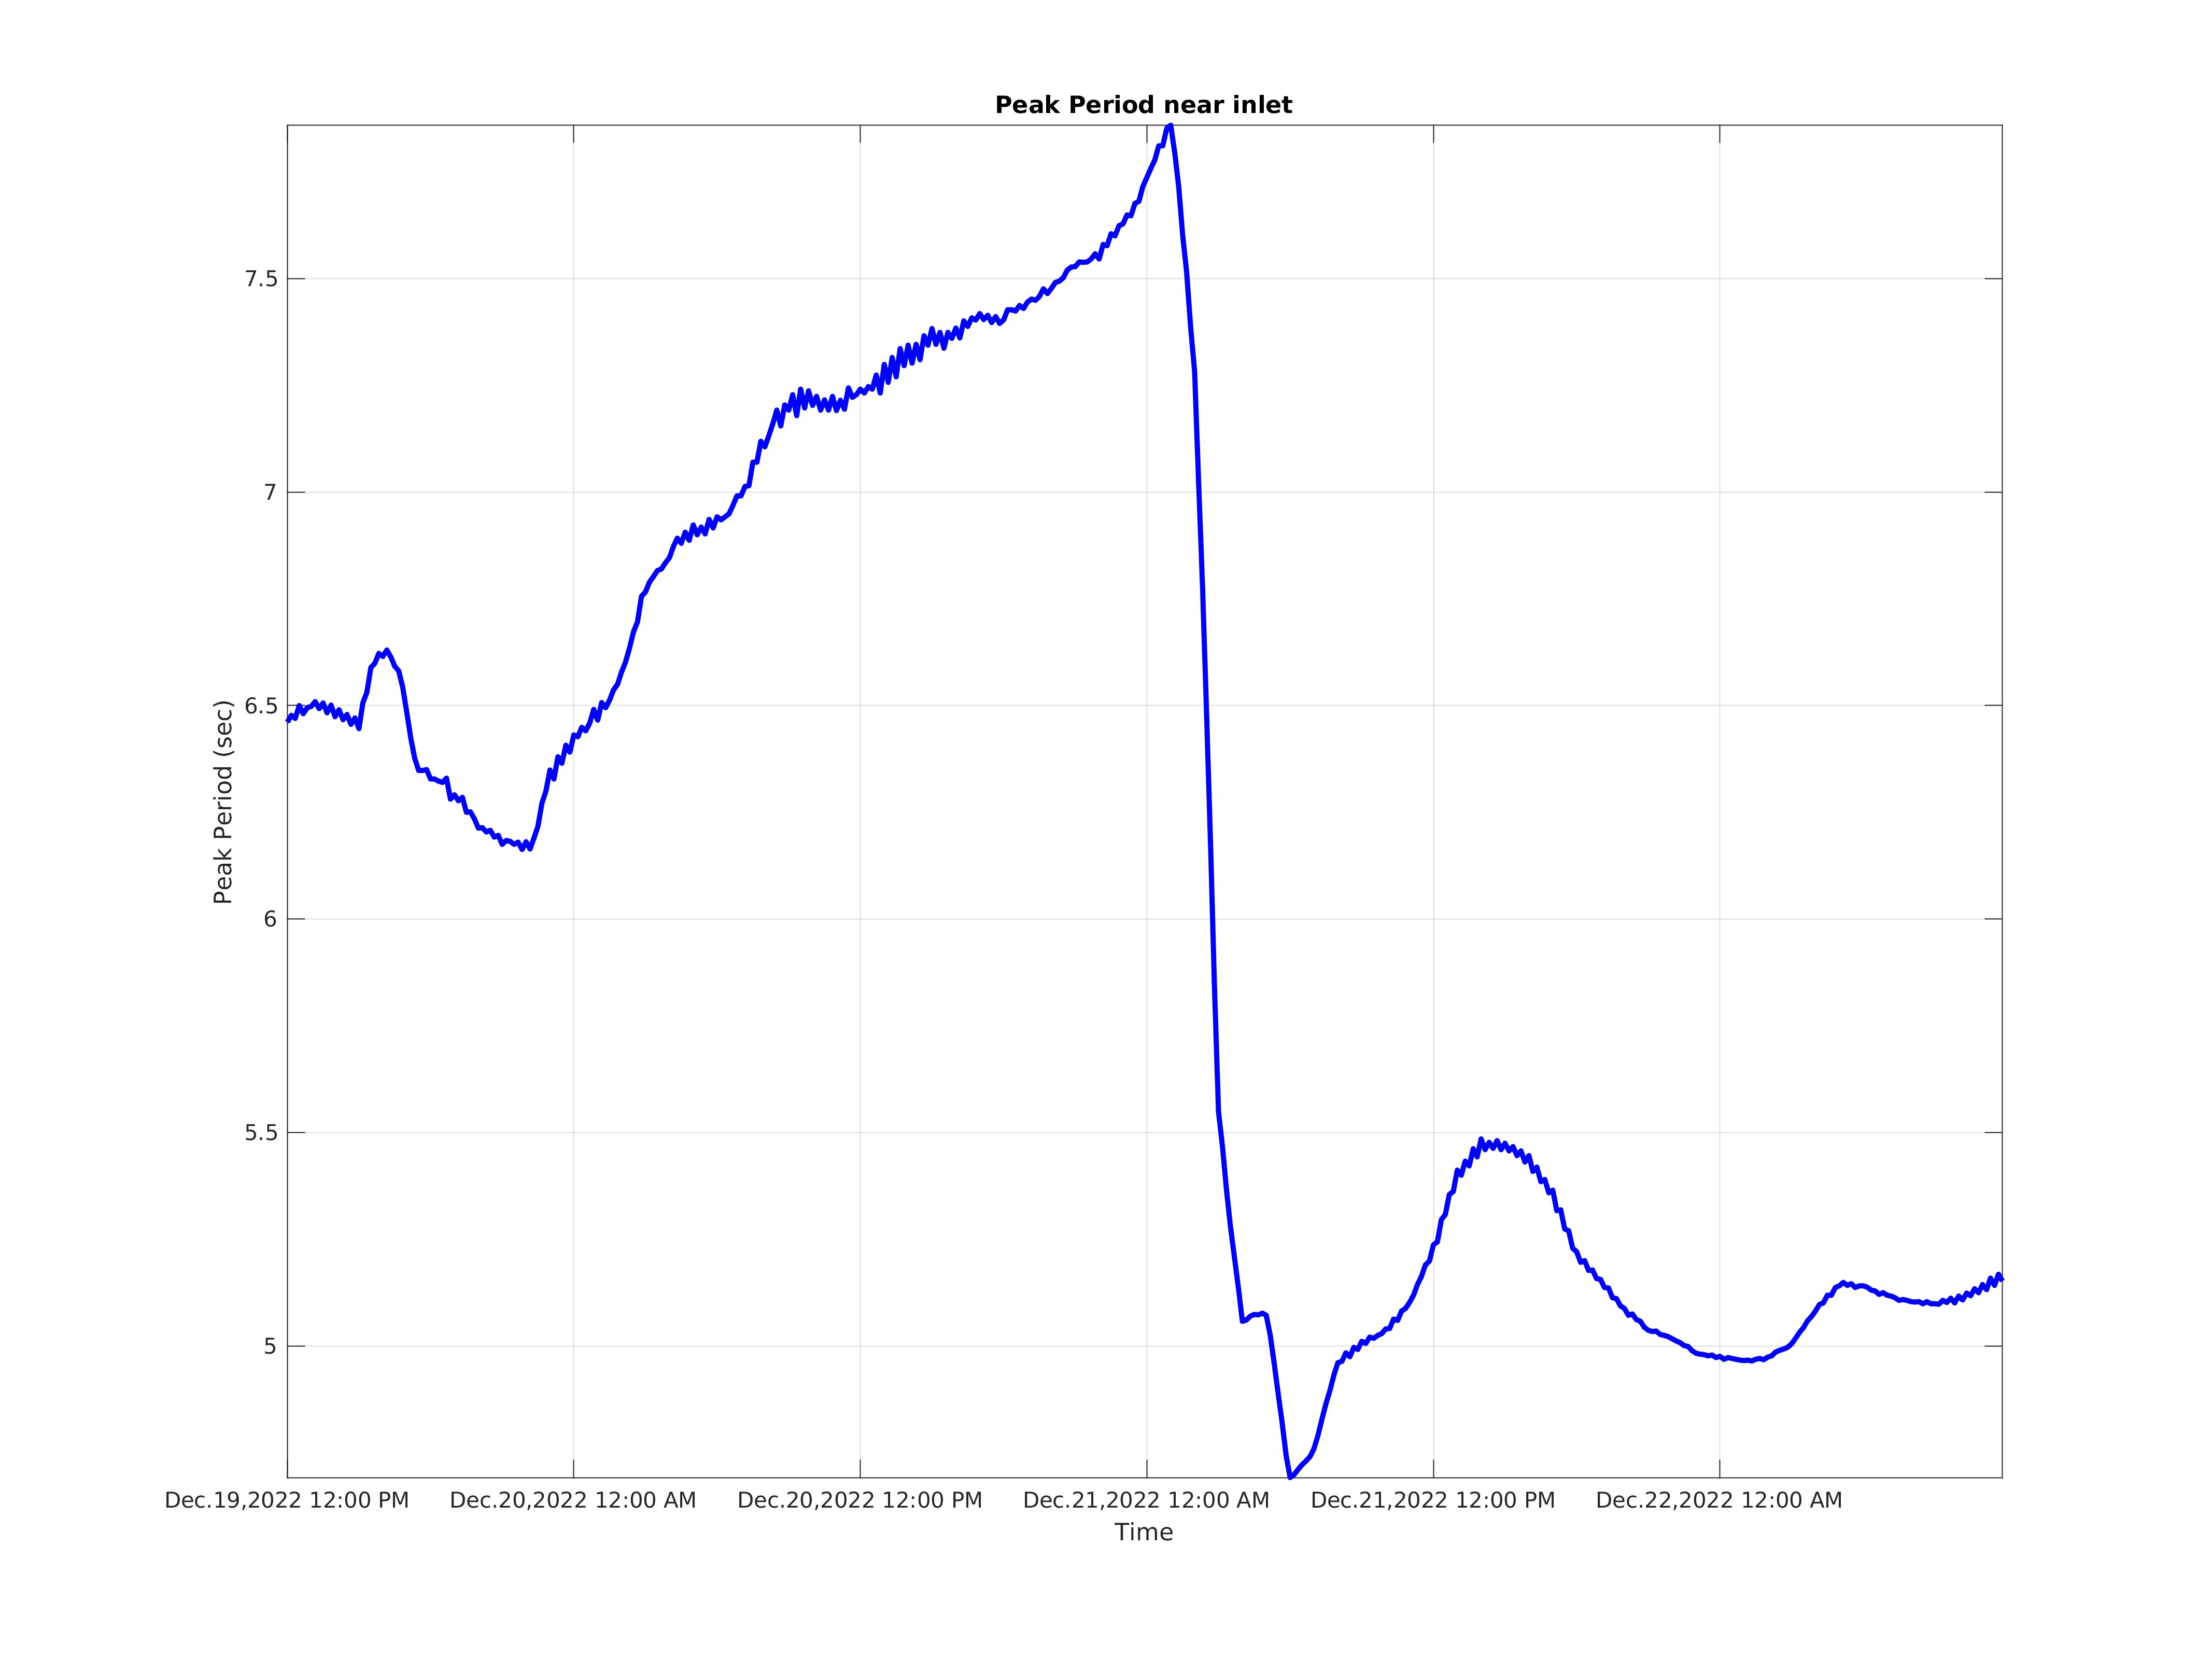 Peak Period near inlet
7.5
7
6.5
6
5.5
5
Peak Period (sec)
Dec.19,2022 12:00 PM
Dec.20,2022 12:00 AM
Dec.20,2022 12:00 PM
Dec.21,2022 12:00 AM
Dec.21,2022 12:00 PM
Dec.22,2022 12:00 AM
Time